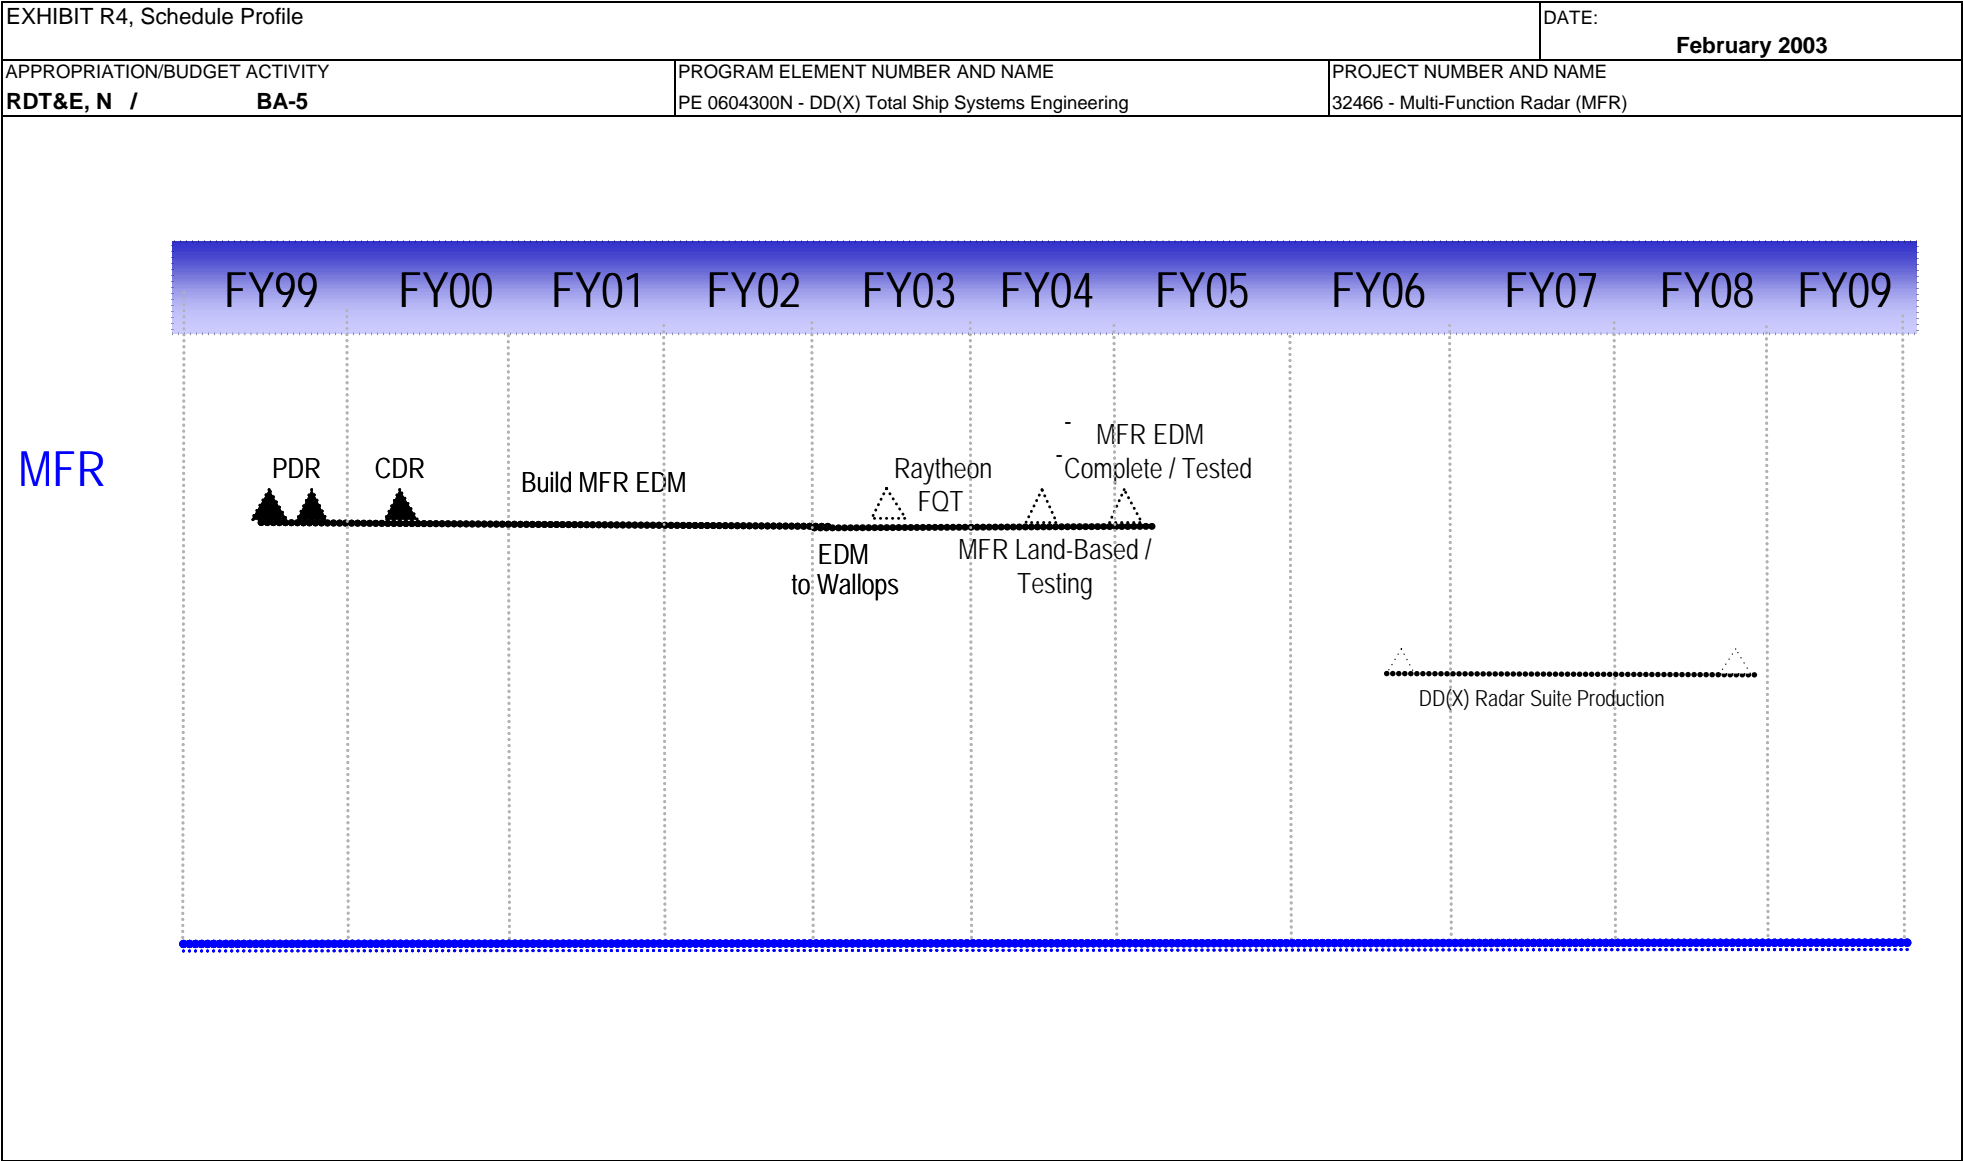 EXHIBIT R4, Schedule Profile
DATE:
February 2003
APPROPRIATION/BUDGET ACTIVITY
PROGRAM ELEMENT NUMBER AND NAME
PROJECT NUMBER AND NAME
RDT&E, N / BA-5
PE 0604300N - DD(X) Total Ship Systems Engineering
32466 - Multi-Function Radar (MFR)
FY99 FY00 FY01 FY02 FY03 FY04 FY05 FY06 FY07 FY08 FY09
MFR
PDR
CDR
Build MFR EDM
Raytheon
FQT
- MFR EDM
-Complete / Tested
EDM
to Wallops
MFR Land-Based /
Testing
DD(X) Radar Suite Production